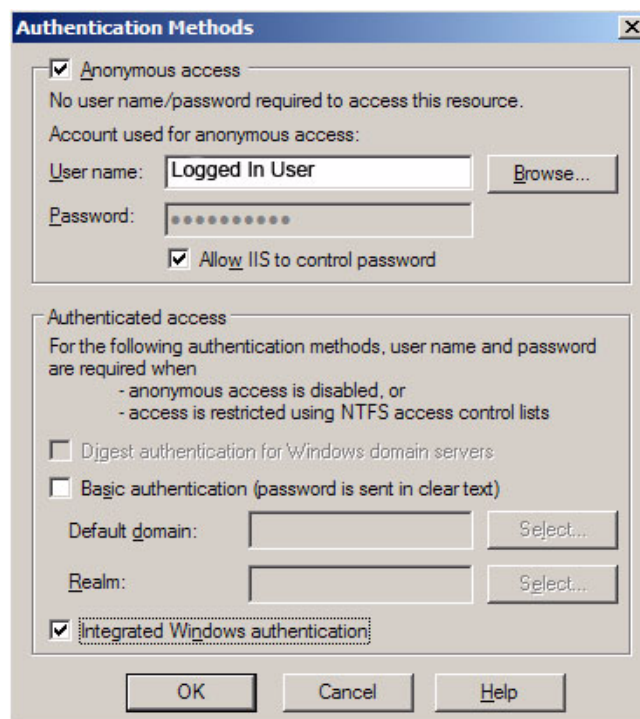 Authentication Methods
Anonymous access
No user name/password required to access this resource.
Account used for anonymous access:
User name: Logged In User Browse...
Password: ●●●●●●●●●●
Allow IIS to control password
Authenticated access
For the following authentication methods, user name and password
are required when
- anonymous access is disabled, or
- access is restricted using NTFS access control lists
Digest authentication for Windows domain servers
Basic authentication (password is sent in clear text)
Default domain: Select...
Realm: Select...
Integrated Windows authentication
OK Cancel Help